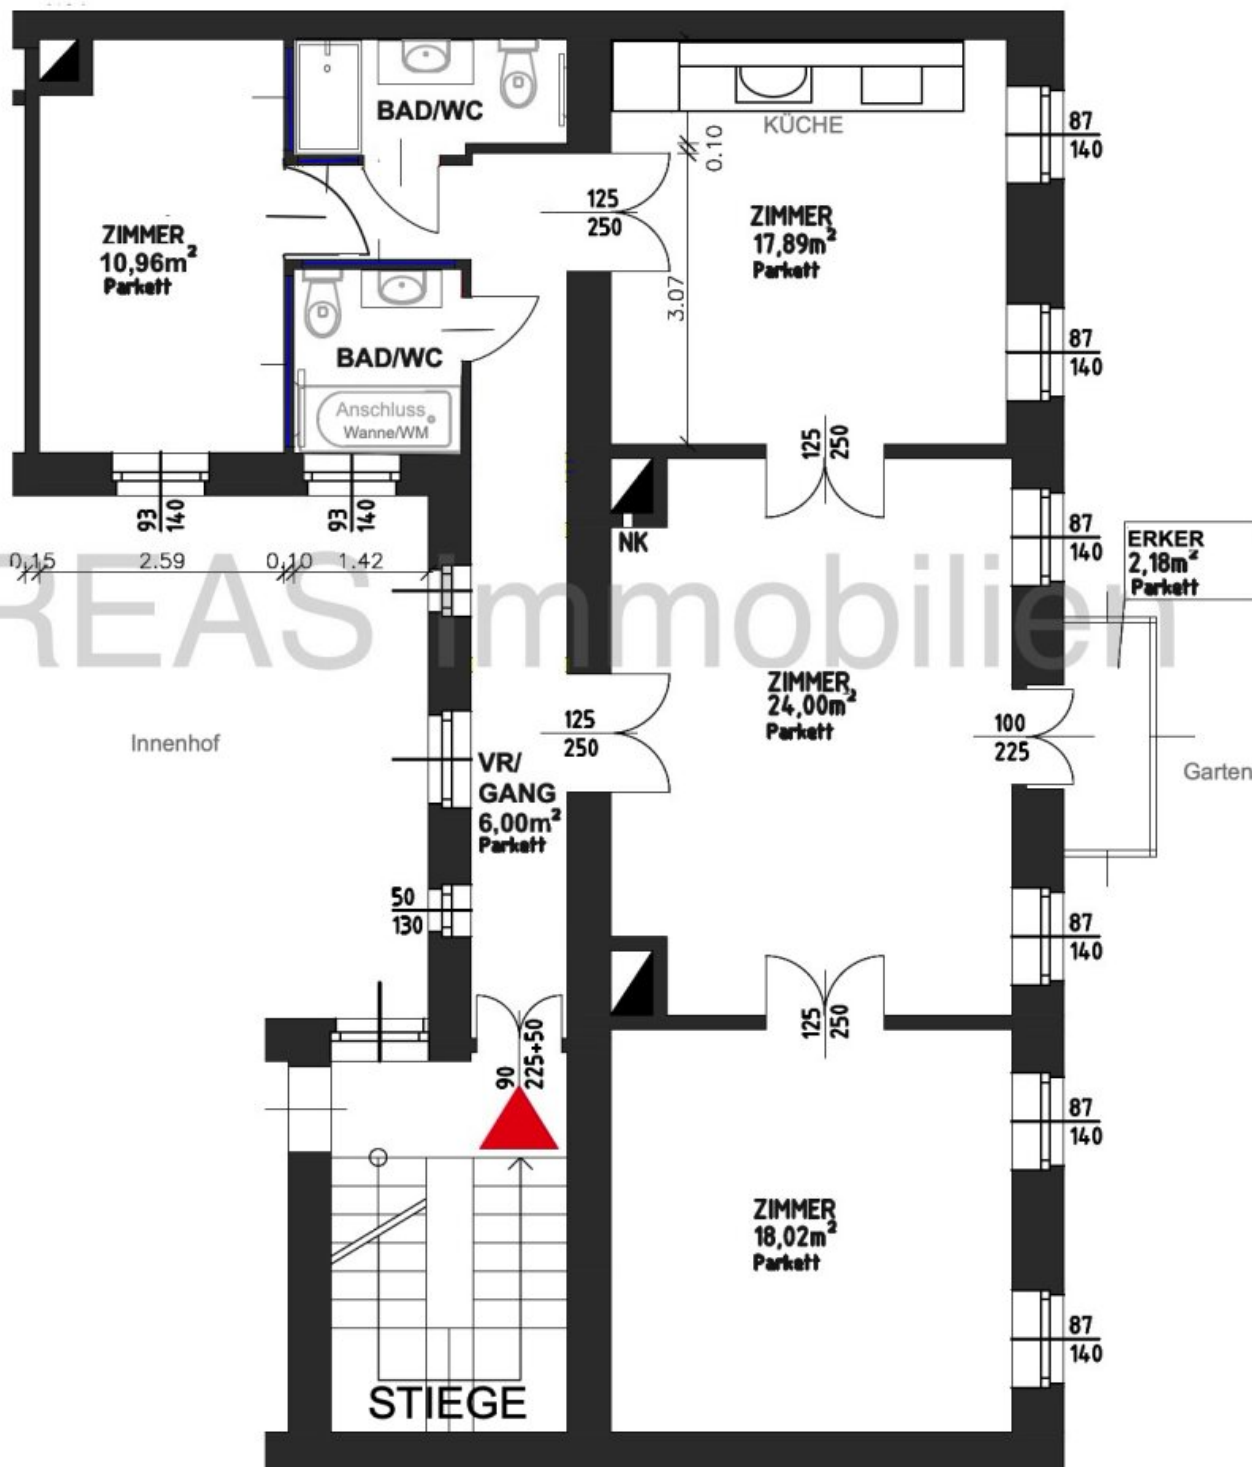 BAD/WC
KÜCHE
87
140
0.10
125
250
ZIMMER
10,96m²
Parkett
ZIMMER
17,89m²
Parkett
3.07
BAD/WC
Anschluss
Wanne/WM
87
140
125
250
93
140
93
140
NK
87
140
ERKER
2,18m²
Parkett
0,15
2.59
0,10
1.42
REAS Immobilien
ZIMMER
24,00m²
Parkett
Innenhof
125
250
100
225
Garten
VR/
GANG
6,00m²
Parkett
50
130
87
140
90
225+50
125
250
87
140
ZIMMER
18,02m²
Parkett
87
140
STIEGE